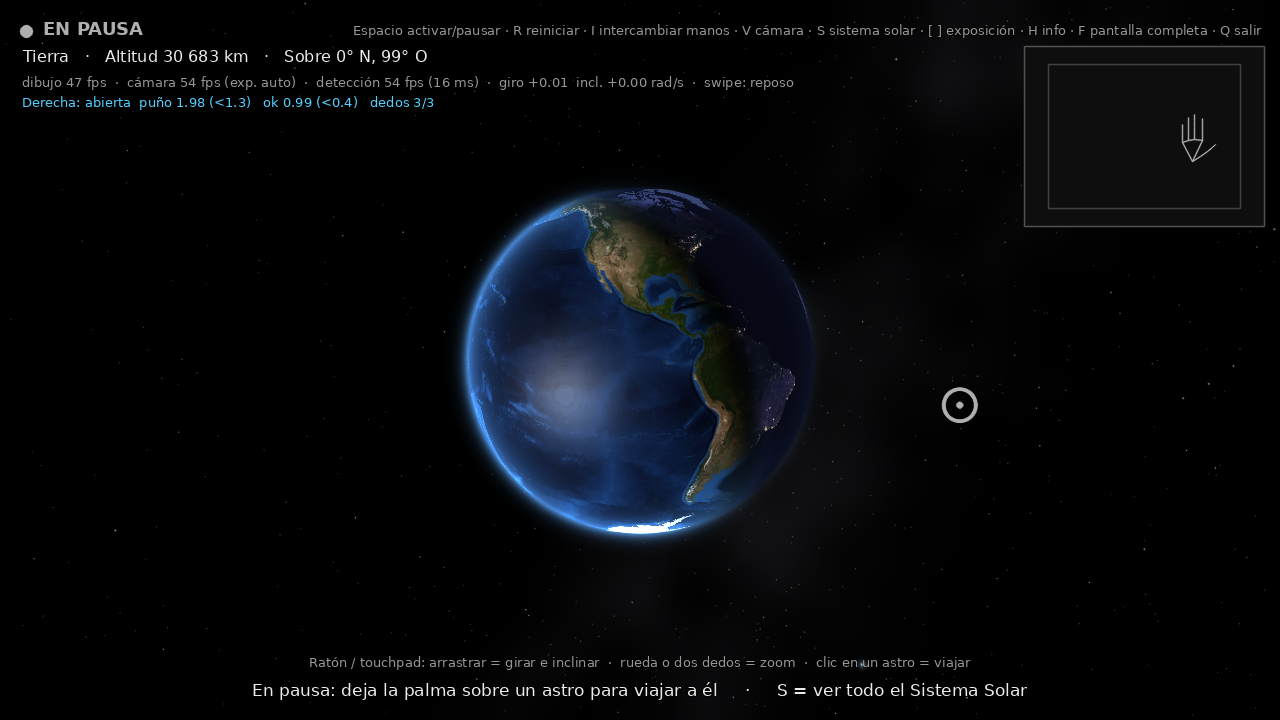 EN PAUSA
Espacio activar/pausar · R reiniciar · I intercambiar manos · V cámara · S sistema solar · [ ] exposición · H info · F pantalla completa · Q salir
Tierra · Altitud 30 683 km · Sobre 0° N, 99° O
dibujo 47 fps · cámara 54 fps (exp. auto) · detección 54 fps (16 ms) · giro +0.01 incl. +0.00 rad/s · swipe: reposo
Derecha: abierta puño 1.98 (<1.3) ok 0.99 (<0.4) dedos 3/3
Ratón / touchpad: arrastrar = girar e inclinar · rueda o dos dedos = zoom · clic en un astro = viajar
En pausa: deja la palma sobre un astro para viajar a él · S = ver todo el Sistema Solar